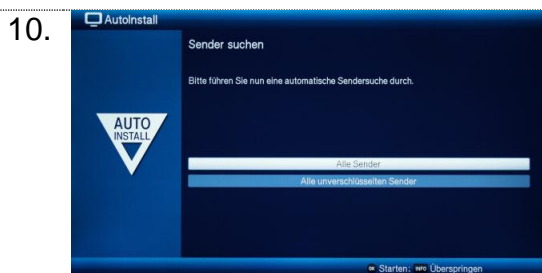 10.
AutoInstall
Sender suchen
Bitte führen Sie nun eine automatische Sendersuche durch.
AUTO
INSTALL
Alle Sender
Alle unverschlüsselten Sender
OK Starten; INFO Überspringen